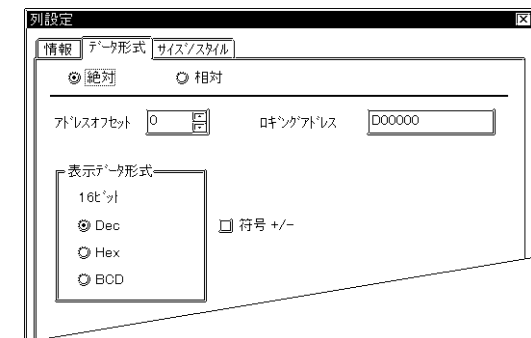 列設定
情報 ﾃﾞｰﾀ形式 ｻｲｽﾞ/ｽﾀｲﾙ
絶対 相対
ｱﾄﾞﾚｽｵﾌｾｯﾄ 0 ﾛｷﾞﾝｸﾞｱﾄﾞﾚｽ D00000
表示ﾃﾞｰﾀ形式
16ﾋﾞｯﾄ
Dec 符号 +/-
Hex
BCD